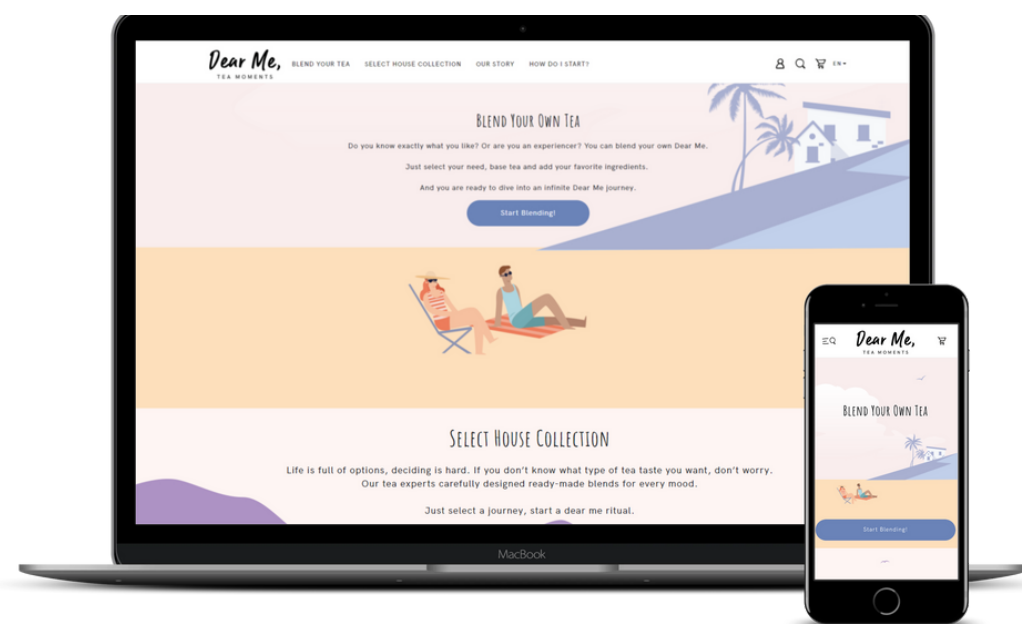 Dear Me,
TEA MOMENTS
BLEND YOUR TEA SELECT HOUSE COLLECTION OUR STORY HOW DO I START? EN
BLEND YOUR OWN TEA
Do you know exactly what you like? Or are you an experiencer? You can blend your own Dear Me.
Just select your need, base tea and add your favorite ingredients.
And you are ready to dive into an infinite Dear Me journey.
Start Blending!
SELECT HOUSE COLLECTION
Life is full of options, deciding is hard. If you don't know what type of tea taste you want, don't worry.
Our tea experts carefully designed ready-made blends for every mood.
Just select a journey, start a dear me ritual.
MacBook
Dear Me,
TEA MOMENTS
BLEND YOUR OWN TEA
Start Blending!